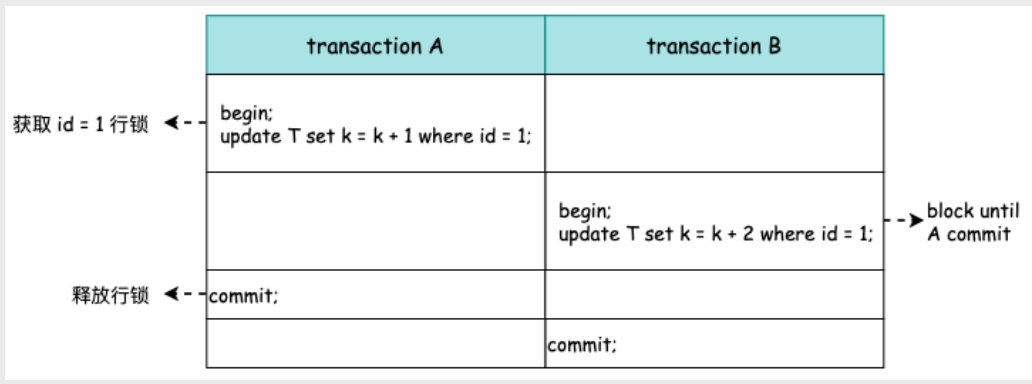 transaction A
transaction B
获取 id = 1 行锁
begin;
update T set k = k + 1 where id = 1;
begin;
update T set k = k + 2 where id = 1;
block until
A commit
释放行锁
commit;
commit;